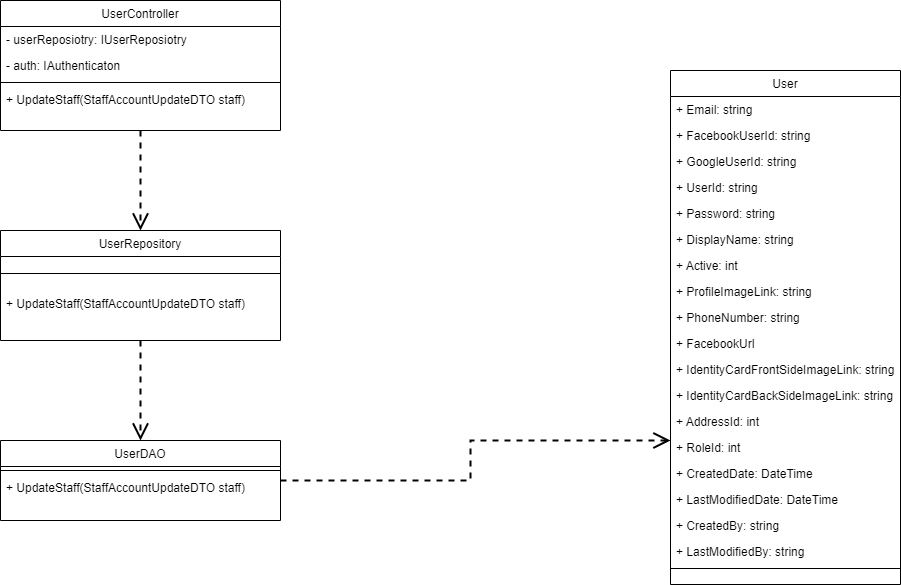 UserController
- userReposiotry: IUserReposiotry
- auth: IAuthenticaton
+ UpdateStaff(StaffAccountUpdateDTO staff)
UserRepository
+ UpdateStaff(StaffAccountUpdateDTO staff)
UserDAO
+ UpdateStaff(StaffAccountUpdateDTO staff)
User
+ Email: string
+ FacebookUserId: string
+ GoogleUserId: string
+ UserId: string
+ Password: string
+ DisplayName: string
+ Active: int
+ ProfileImageLink: string
+ PhoneNumber: string
+ FacebookUrl
+ IdentityCardFrontSideImageLink: string
+ IdentityCardBackSideImageLink: string
+ AddressId: int
+ RoleId: int
+ CreatedDate: DateTime
+ LastModifiedDate: DateTime
+ CreatedBy: string
+ LastModifiedBy: string